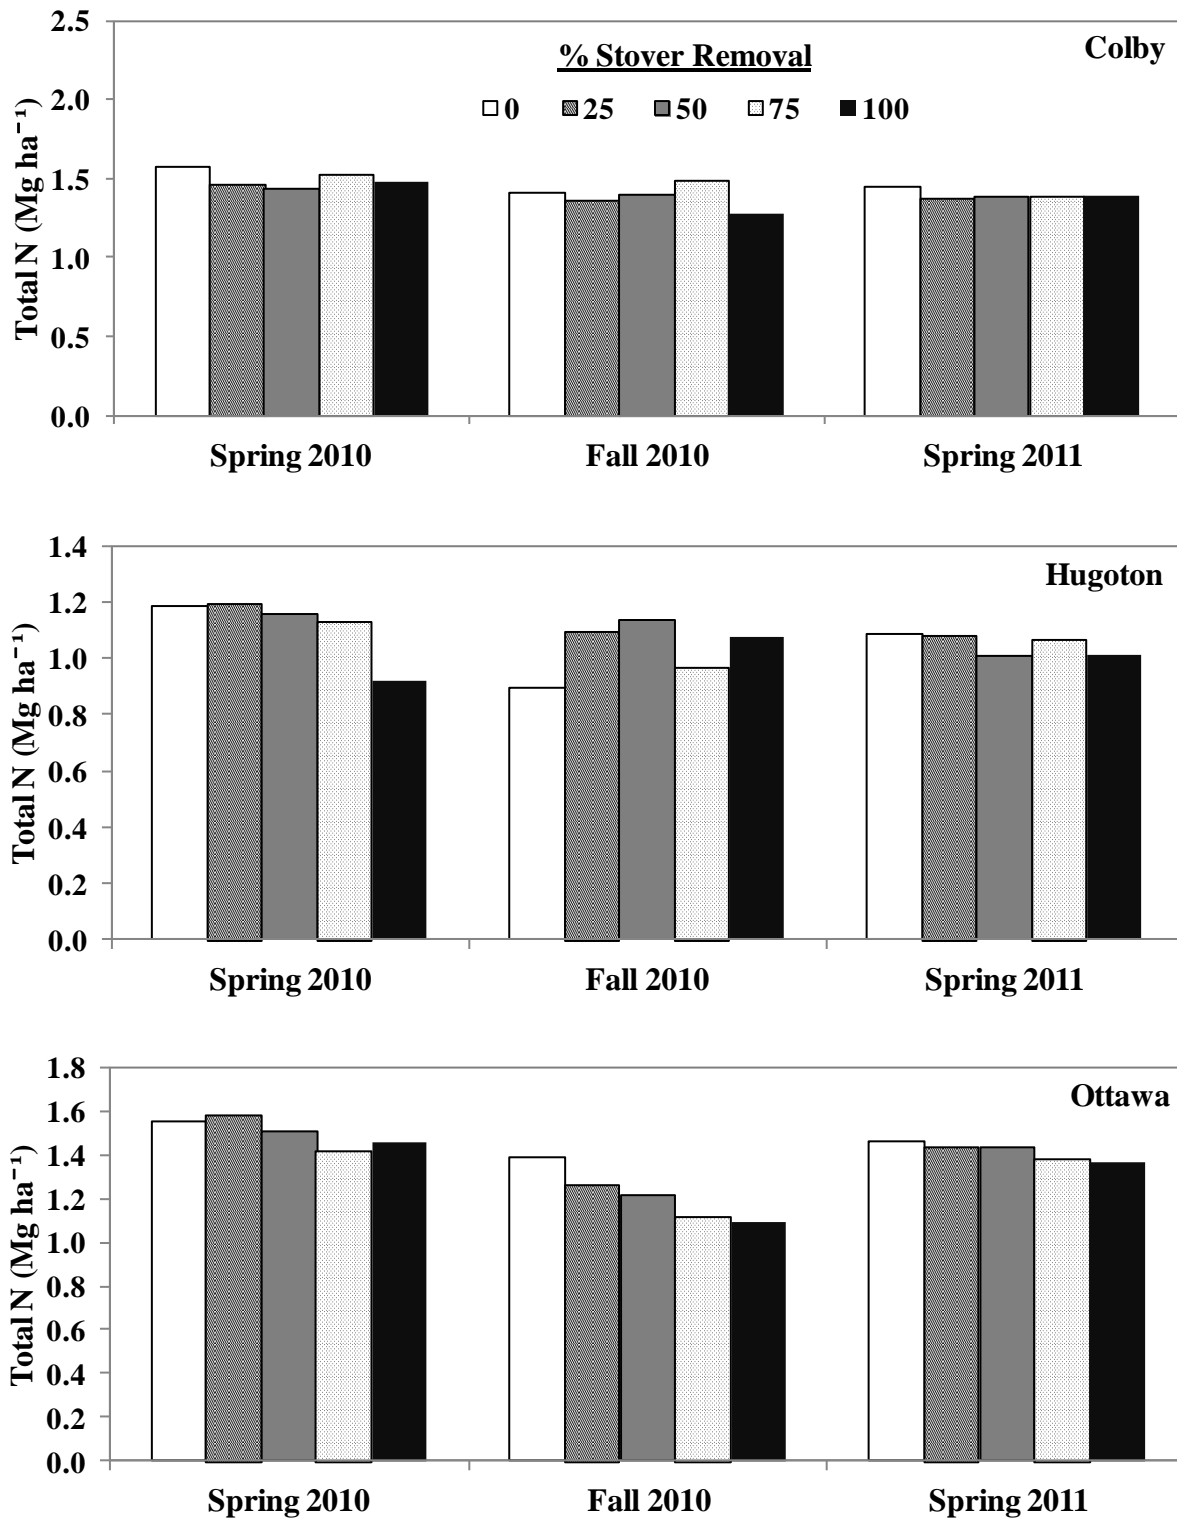 2.5
% Stover Removal
Colby
2.0
0 25 50 75 100
1.5
1.0
0.5
0.0
Total N (Mg ha⁻¹)
Spring 2010 Fall 2010 Spring 2011
1.4
Hugoton
1.2
1.0
0.8
0.6
0.4
0.2
0.0
Total N (Mg ha⁻¹)
Spring 2010 Fall 2010 Spring 2011
1.8
Ottawa
1.6
1.4
1.2
1.0
0.8
0.6
0.4
0.2
0.0
Total N (Mg ha⁻¹)
Spring 2010 Fall 2010 Spring 2011